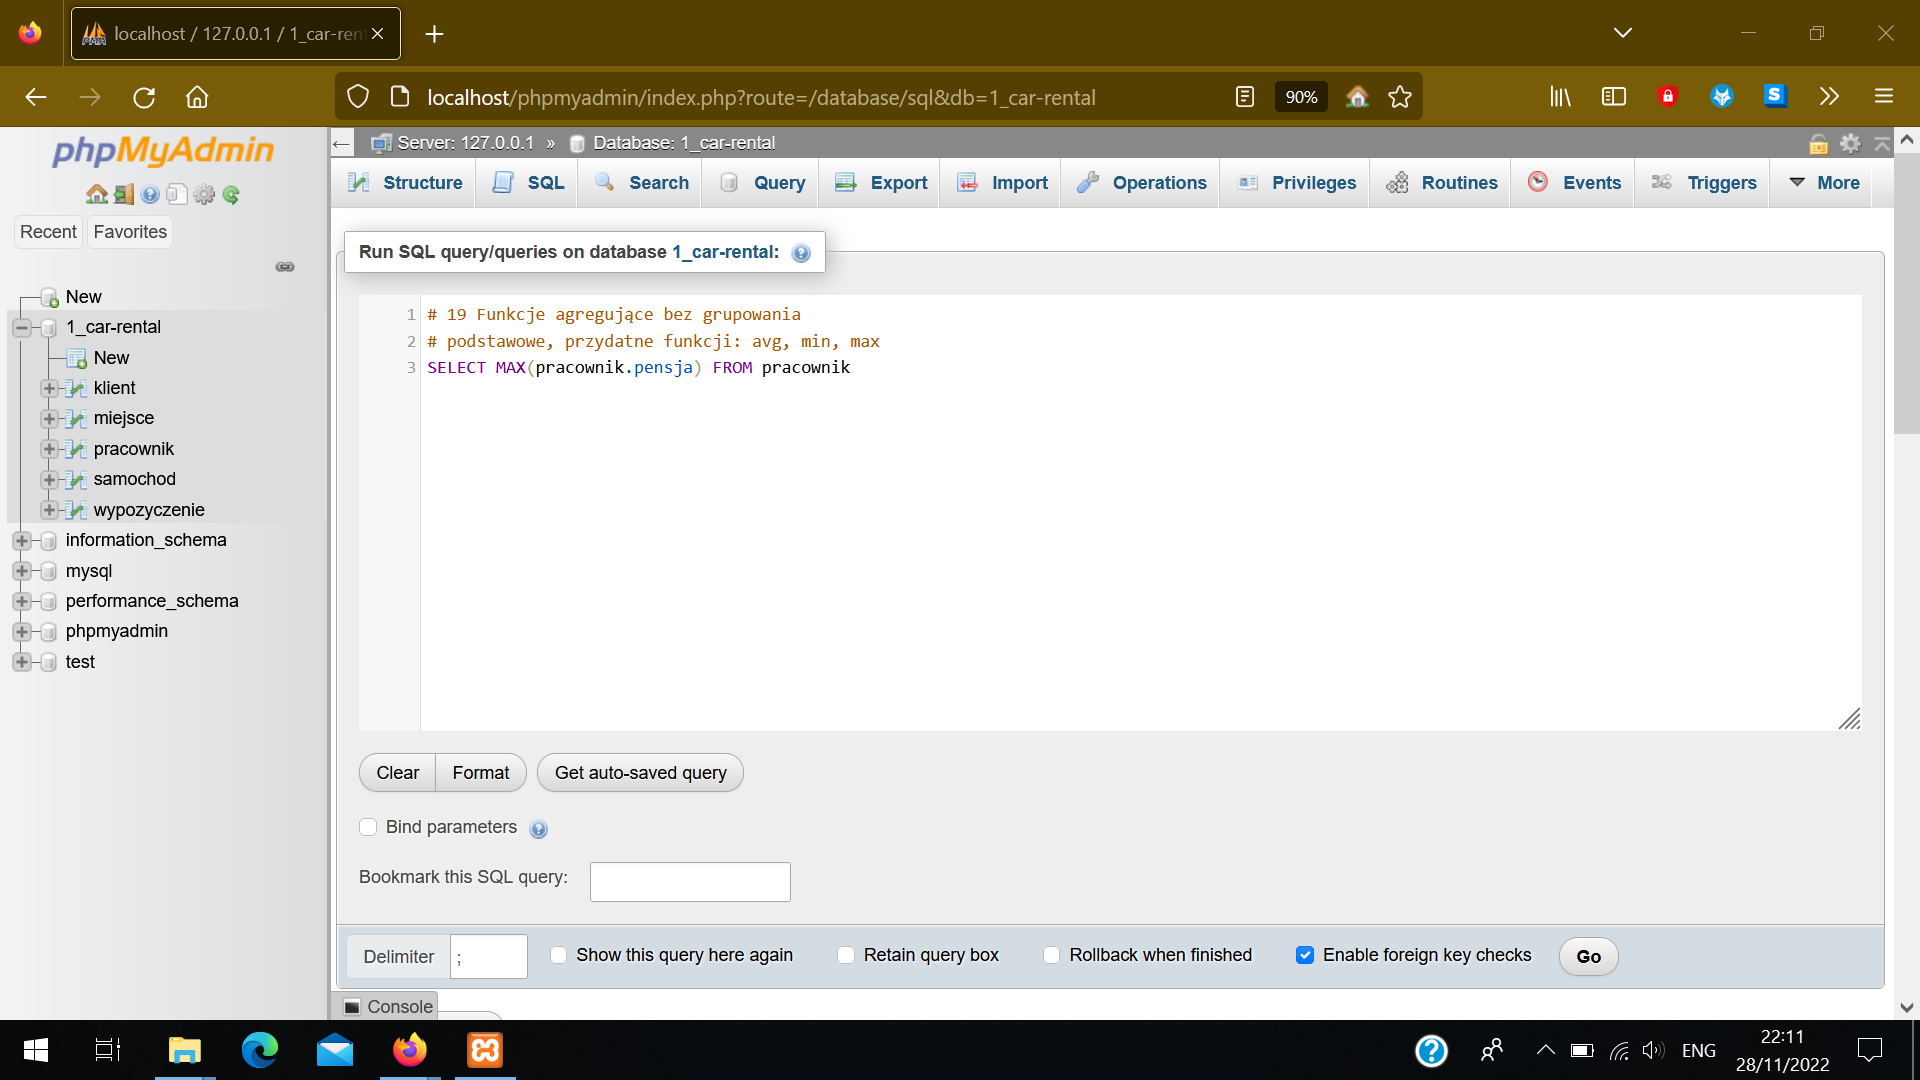 localhost / 127.0.0.1 / 1_car-ren
localhost/phpmyadmin/index.php?route=/database/sql&db=1_car-rental
90%
phpMyAdmin
Recent
Favorites
New
1_car-rental
New
klient
miejsce
pracownik
samochod
wypozyczenie
information_schema
mysql
performance_schema
phpmyadmin
test
Server: 127.0.0.1 » Database: 1_car-rental
Structure
SQL
Search
Query
Export
Import
Operations
Privileges
Routines
Events
Triggers
More
Run SQL query/queries on database 1_car-rental:
1 # 19 Funkcje agregujące bez grupowania
2 # podstawowe, przydatne funkcji: avg, min, max
3 SELECT MAX(pracownik.pensja) FROM pracownik
Clear
Format
Get auto-saved query
Bind parameters
Bookmark this SQL query:
Delimiter ;
Show this query here again
Retain query box
Rollback when finished
Enable foreign key checks
Go
Console
ENG
22:11
28/11/2022